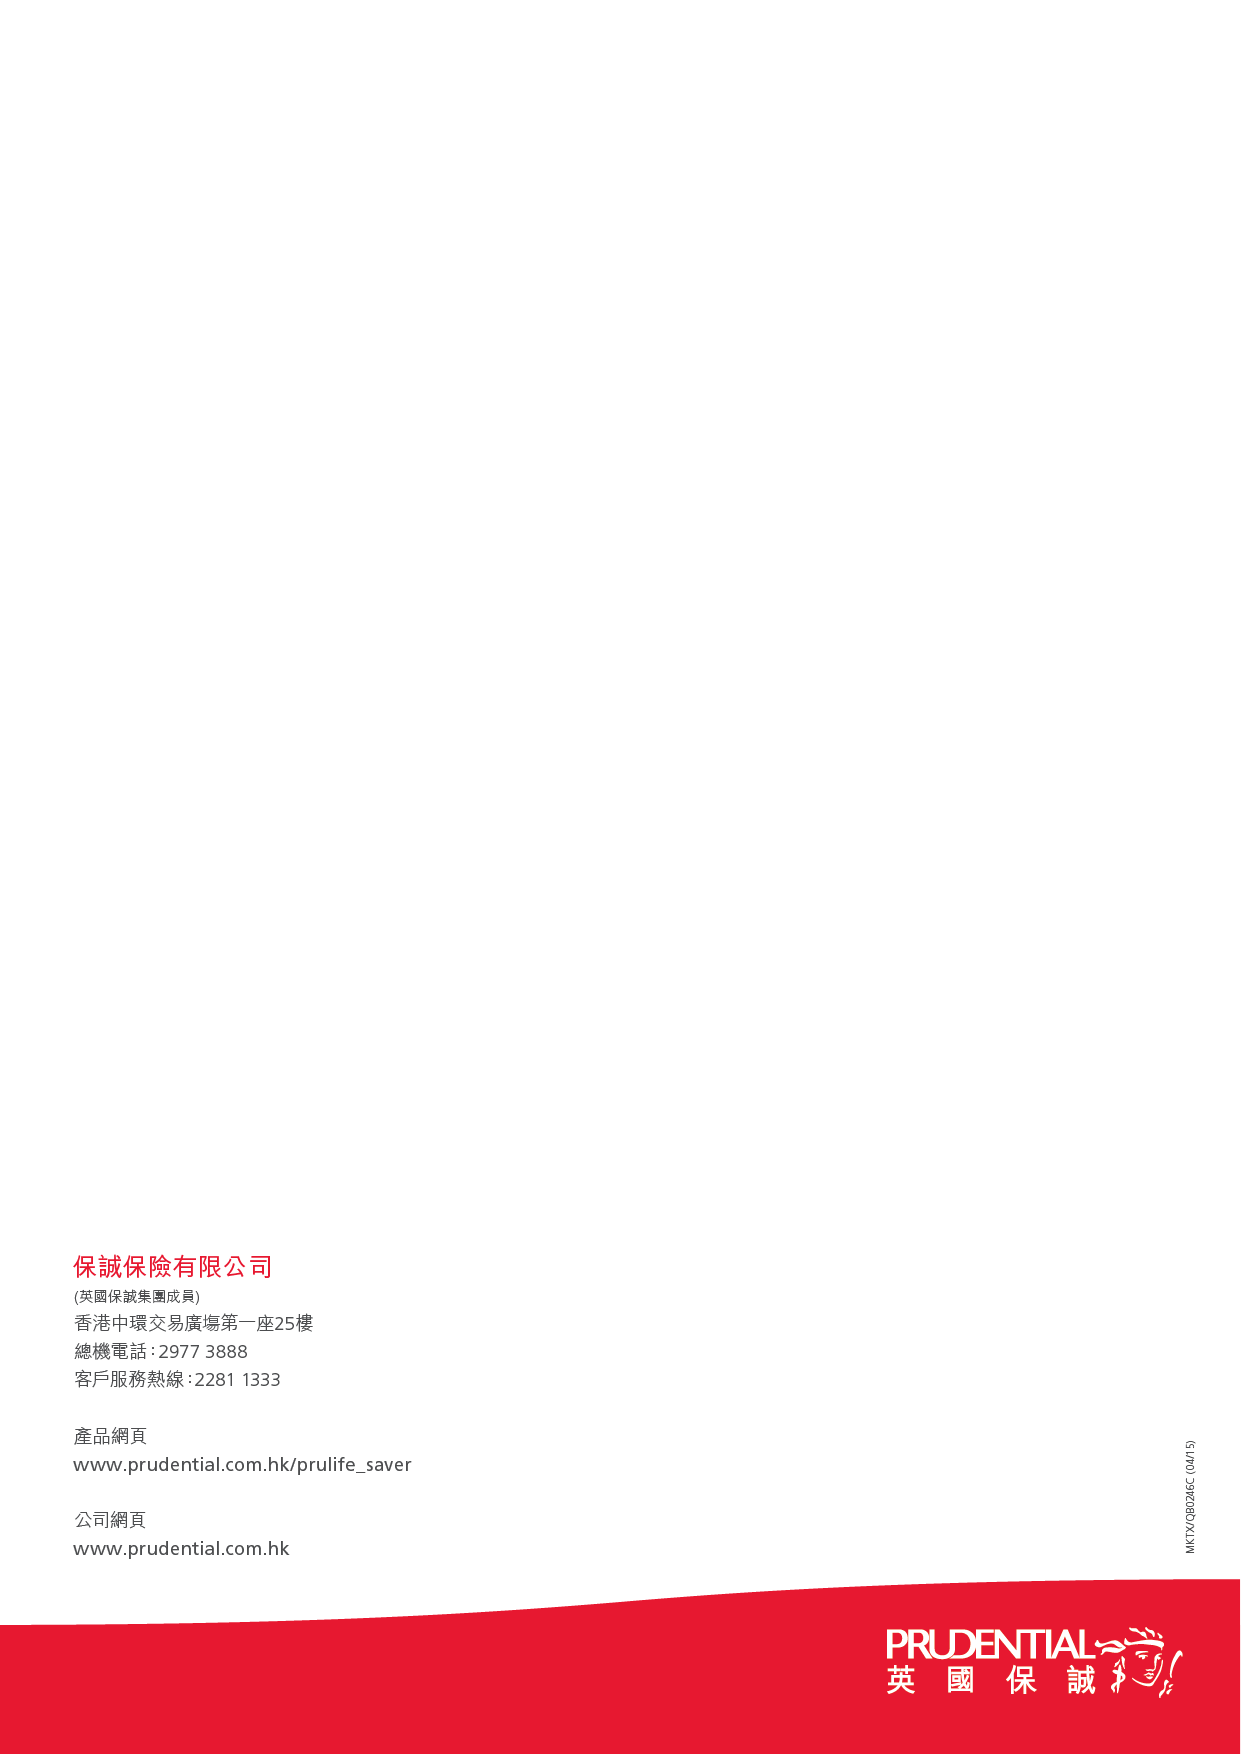 保誠保險有限公司
(英國保誠集團成員)
香港中環交易廣塲第一座25樓
總機電話：2977 3888
客戶服務熱線：2281 1333
產品網頁
www.prudential.com.hk/prulife_saver
公司網頁
www.prudential.com.hk
MKTX/QB0246C (04/15)
PRUDENTIAL
英國保誠